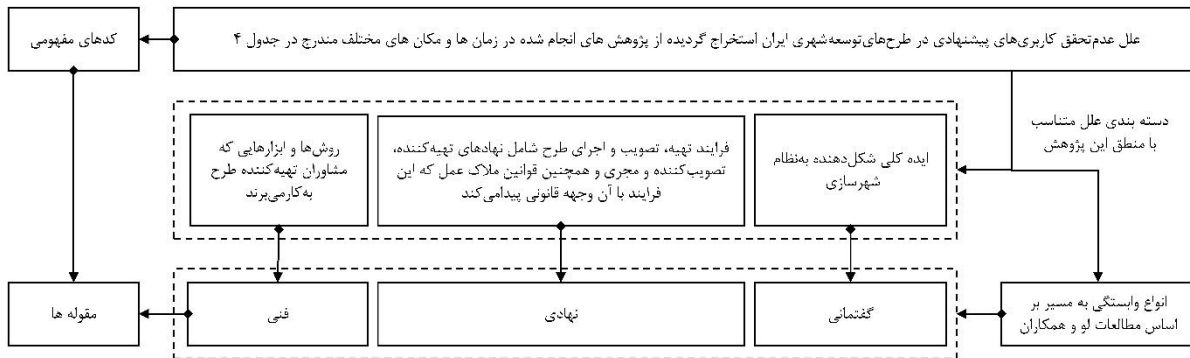 علل عدم‌تحقق کاربری‌های پیشنهادی در طرح‌های‌توسعه‌شهری ایران استخراج گردیده از پژوهش های انجام شده در زمان ها و مکان های مختلف مندرج در جدول ۴
کدهای مفهومی
دسته بندی علل متناسب
با منطق این پژوهش
ایده کلی شکل‌دهنده به‌نظام
شهرسازی
فرایند تهیه، تصویب و اجرای طرح شامل نهادهای تهیه‌کننده،
تصویب‌کننده و مجری و همچنین قوانین ملاک عمل که این
فرایند با آن وجهه قانونی پیدامی‌کند
روش‌ها و ابزارهایی که
مشاوران تهیه‌کننده طرح
به‌کارمی‌برند
انواع وابستگی به مسیر بر
اساس مطالعات لو و همکاران
گفتمانی
نهادی
فنی
مقوله ها